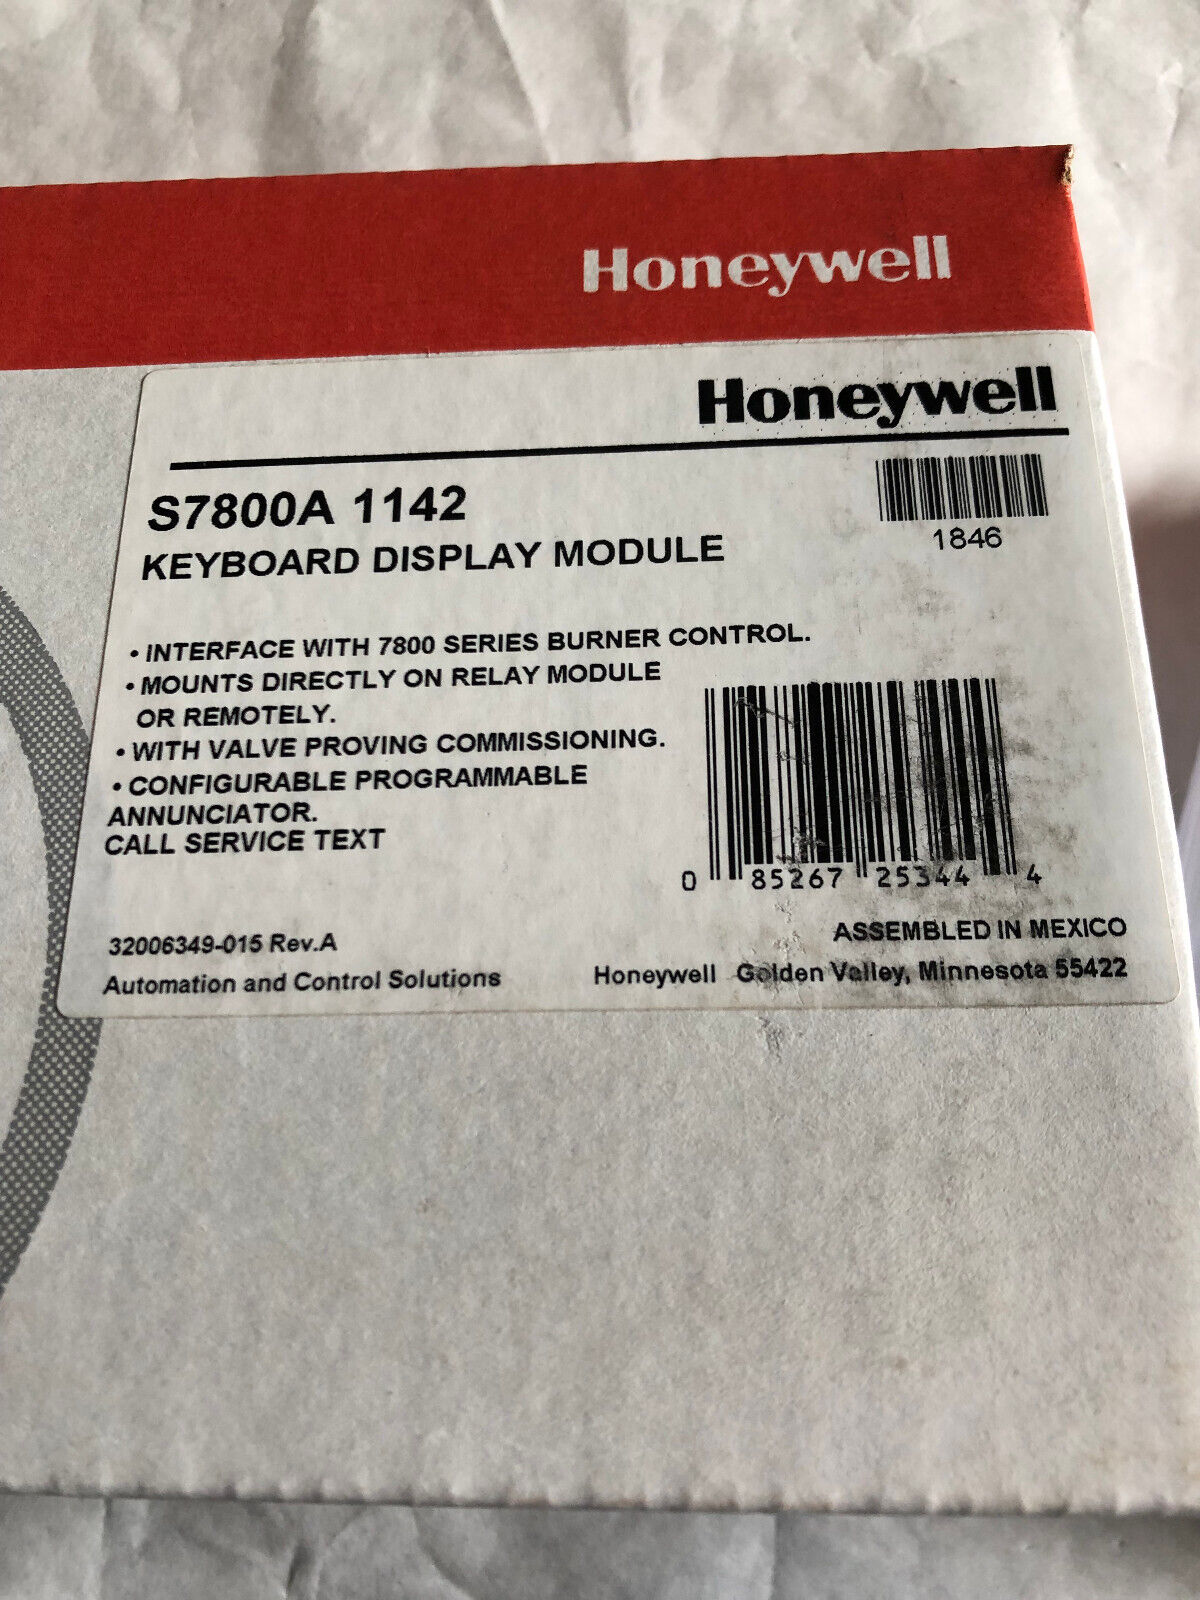 Honeywell
Honeywell
S7800A 1142
KEYBOARD DISPLAY MODULE
1846
• INTERFACE WITH 7800 SERIES BURNER CONTROL.
• MOUNTS DIRECTLY ON RELAY MODULE
OR REMOTELY.
• WITH VALVE PROVING COMMISSIONING.
• CONFIGURABLE PROGRAMMABLE
ANNUNCIATOR.
CALL SERVICE TEXT
0 85267 25344 4
32006349-015 Rev.A
ASSEMBLED IN MEXICO
Automation and Control Solutions
Honeywell Golden Valley, Minnesota 55422